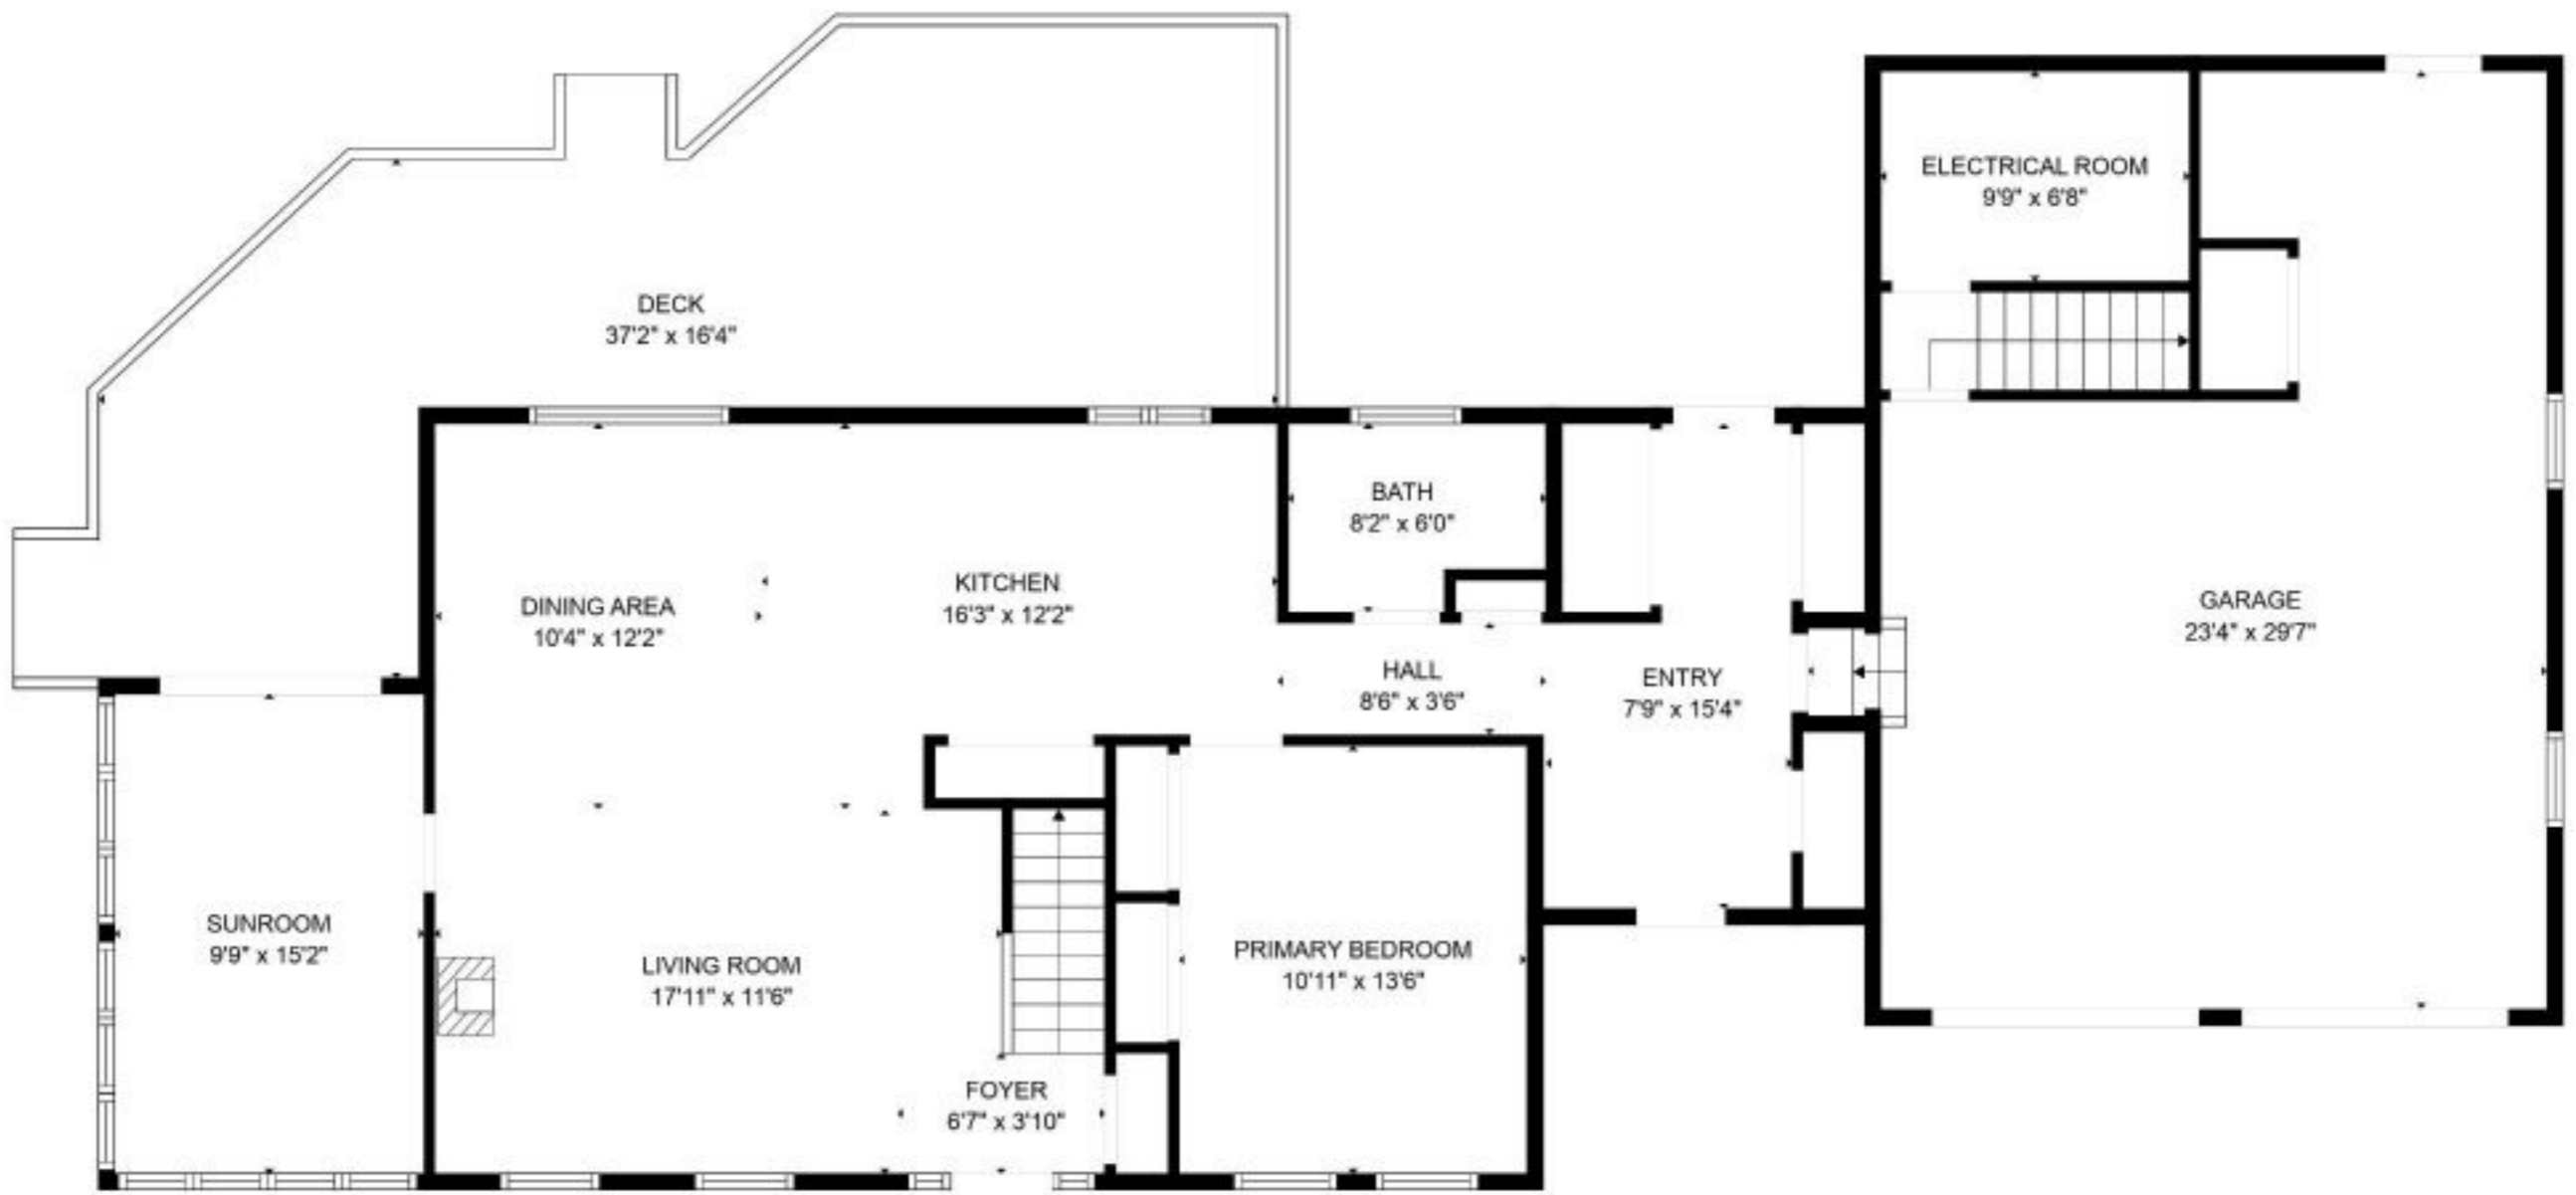 ELECTRICAL ROOM
9'9" x 6'8"
DECK
37'2" x 16'4"
BATH
8'2" x 6'0"
KITCHEN
16'3" x 12'2"
DINING AREA
10'4" x 12'2"
GARAGE
23'4" x 29'7"
HALL
8'6" x 3'6"
ENTRY
7'9" x 15'4"
SUNROOM
9'9" x 15'2"
LIVING ROOM
17'11" x 11'6"
PRIMARY BEDROOM
10'11" x 13'6"
FOYER
6'7" x 3'10"